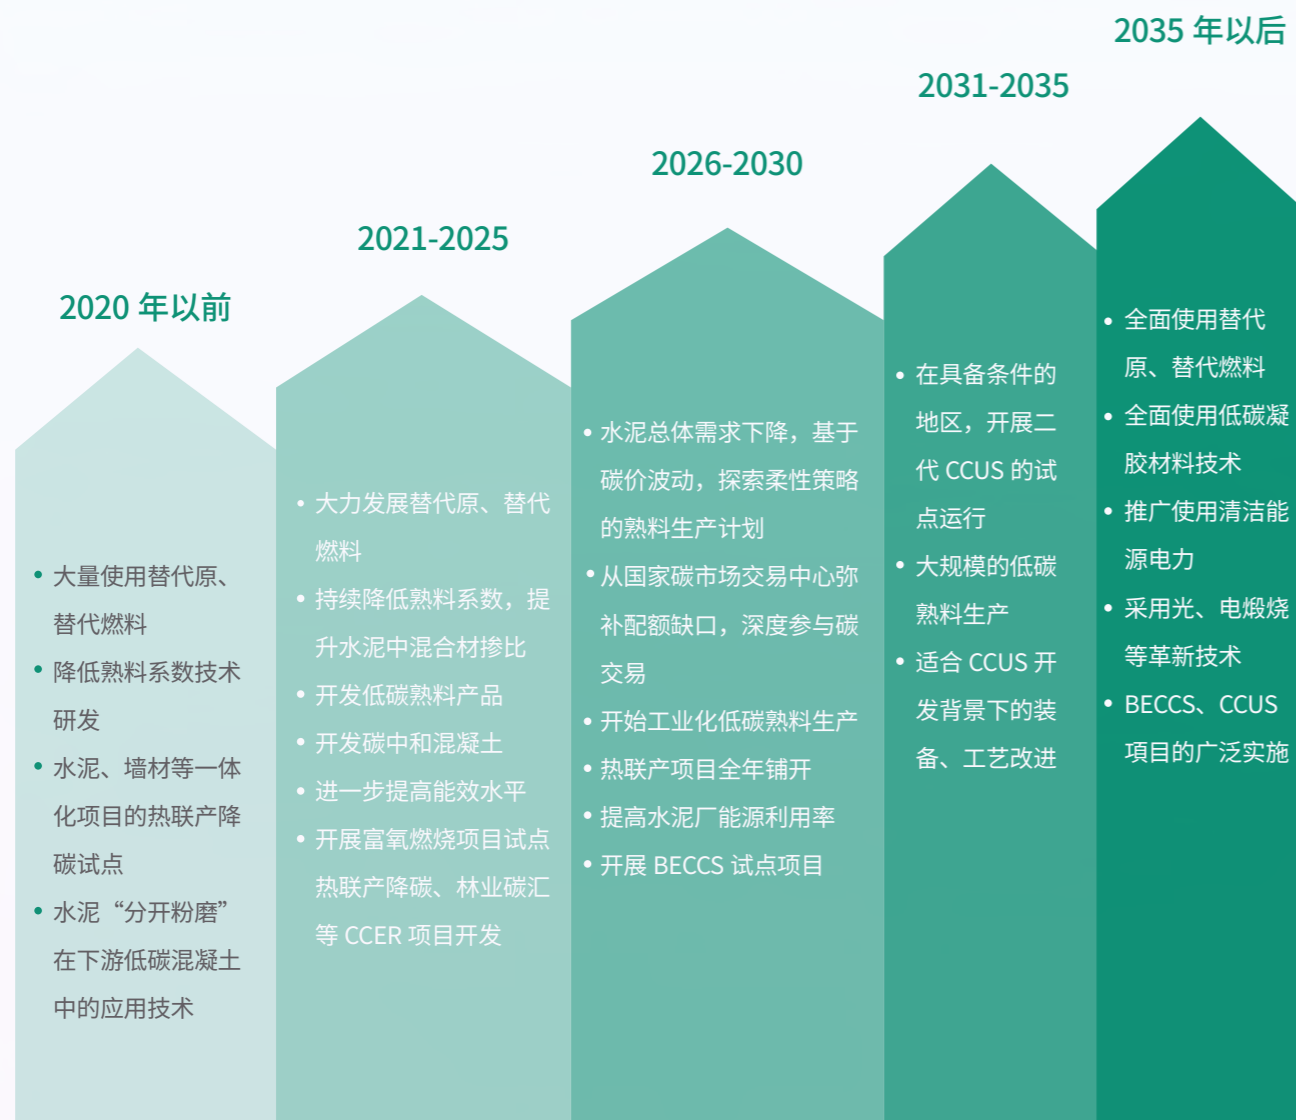 2020 年以前
大量使用替代原、
替代燃料
降低熟料系数技术
研发
水泥、墙材等一体
化项目的热联产降
碳试点
水泥“分开粉磨”
在下游低碳混凝土
中的应用技术
2021-2025
大力发展替代原、替代
燃料
持续降低熟料系数，提
升水泥中混合材掺比
开发低碳熟料产品
开发碳中和混凝土
进一步提高能效水平
开展富氧燃烧项目试点
热联产降碳、林业碳汇
等 CCER 项目开发
2026-2030
水泥总体需求下降，基于
碳价波动，探索柔性策略
的熟料生产计划
从国家碳市场交易中心弥
补配额缺口，深度参与碳
交易
开始工业化低碳熟料生产
热联产项目全年铺开
提高水泥厂能源利用率
开展 BECCS 试点项目
2031-2035
在具备条件的
地区，开展二
代 CCUS 的试
点运行
大规模的低碳
熟料生产
适合 CCUS 开
发背景下的装
备、工艺改进
2035 年以后
全面使用替代
原、替代燃料
全面使用低碳凝
胶材料技术
推广使用清洁能
源电力
采用光、电煅烧
等革新技术
BECCS、CCUS
項目的广泛实施